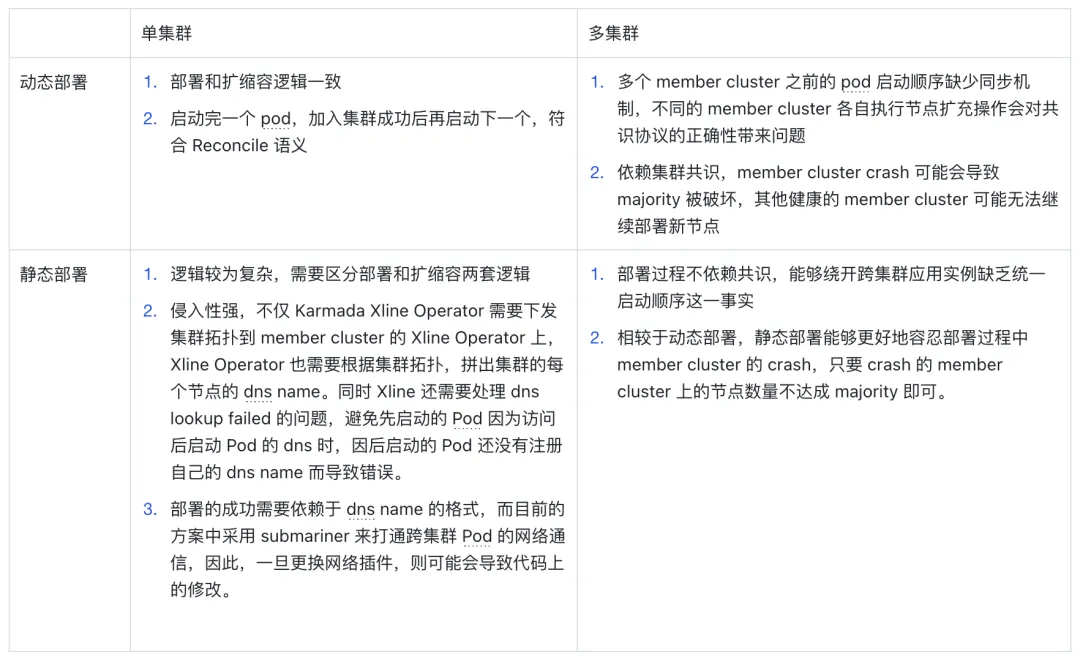 单集群
多集群
动态部署
1. 部署和扩缩容逻辑一致
2. 启动完一个 pod，加入集群成功后再启动下一个，符
合 Reconcile 语义
1. 多个 member cluster 之前的 pod 启动顺序缺少同步机
制，不同的 member cluster 各自执行节点扩充操作会对共
识协议的正确性带来问题
2. 依赖集群共识，member cluster crash 可能会导致
majority 被破坏，其他健康的 member cluster 可能无法继
续部署新节点
静态部署
1. 逻辑较为复杂，需要区分部署和扩缩容两套逻辑
2. 侵入性强，不仅 Karmada Xline Operator 需要下发
集群拓扑到 member cluster 的 Xline Operator 上，
Xline Operator 也需要根据集群拓扑，拼出集群的每
个节点的 dns name。同时 Xline 还需要处理 dns
lookup failed 的问题，避免先启动的 Pod 因为访问
后启动 Pod 的 dns 时，因后启动的 Pod 还没有注册
自己的 dns name 而导致错误。
3. 部署的成功需要依赖于 dns name 的格式，而目前的
方案中采用 submariner 来打通跨集群 Pod 的网络通
信，因此，一旦更换网络插件，则可能会导致代码上
的修改。
1. 部署过程不依赖共识，能够绕开跨集群应用实例缺乏统一
启动顺序这一事实
2. 相较于动态部署，静态部署能够更好地容忍部署过程中
member cluster 的 crash，只要 crash 的 member
cluster 上的节点数量不达成 majority 即可。